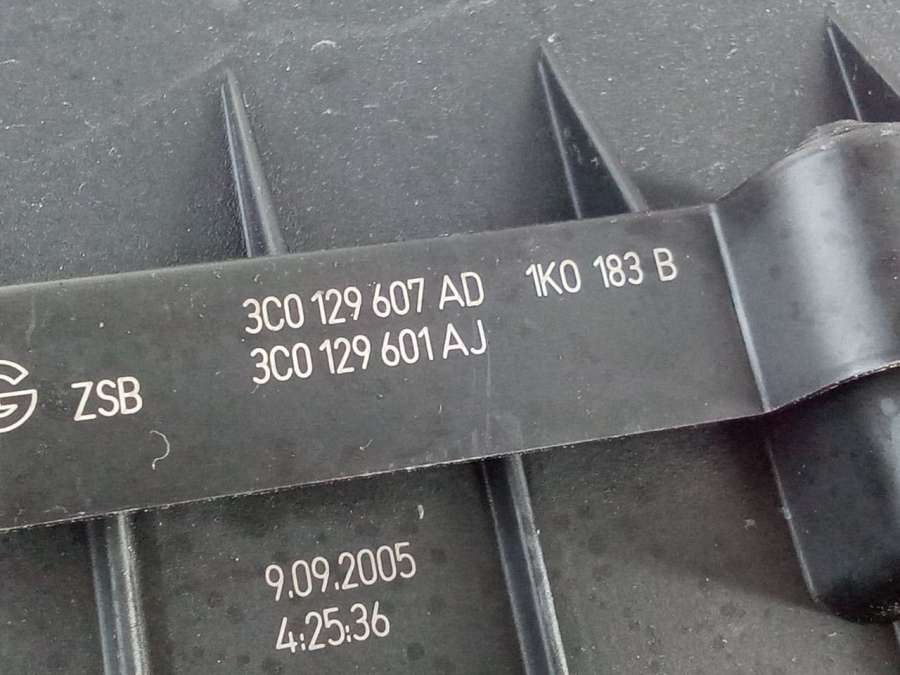 3C0 129 607 AD 1K0 183 B
3C0 129 601 AJ
ZSB
9.09.2005
4:25:36